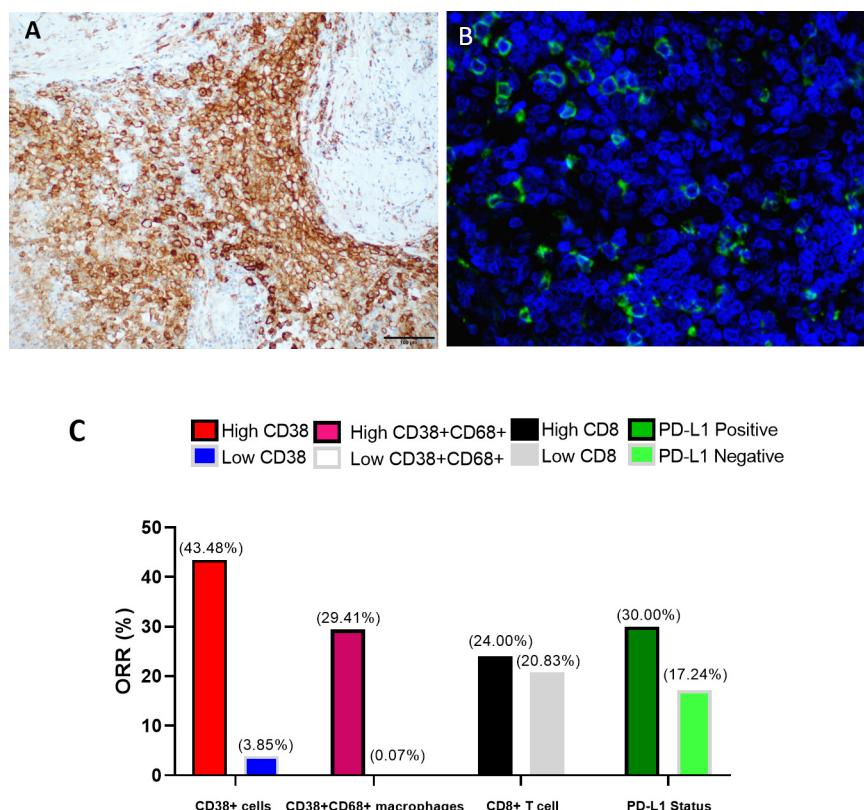 A
B
100 µm
C
High CD38 High CD38+CD68+ High CD8 PD-L1 Positive
Low CD38 Low CD38+CD68+ Low CD8 PD-L1 Negative
ORR (%)
50
40
30
20
10
0
(43.48%)
(3.85%)
(29.41%)
(0.07%)
(24.00%)
(20.83%)
(30.00%)
(17.24%)
CD38+ cells CD38+CD68+ macrophages CD8+ T cell PD-L1 Status